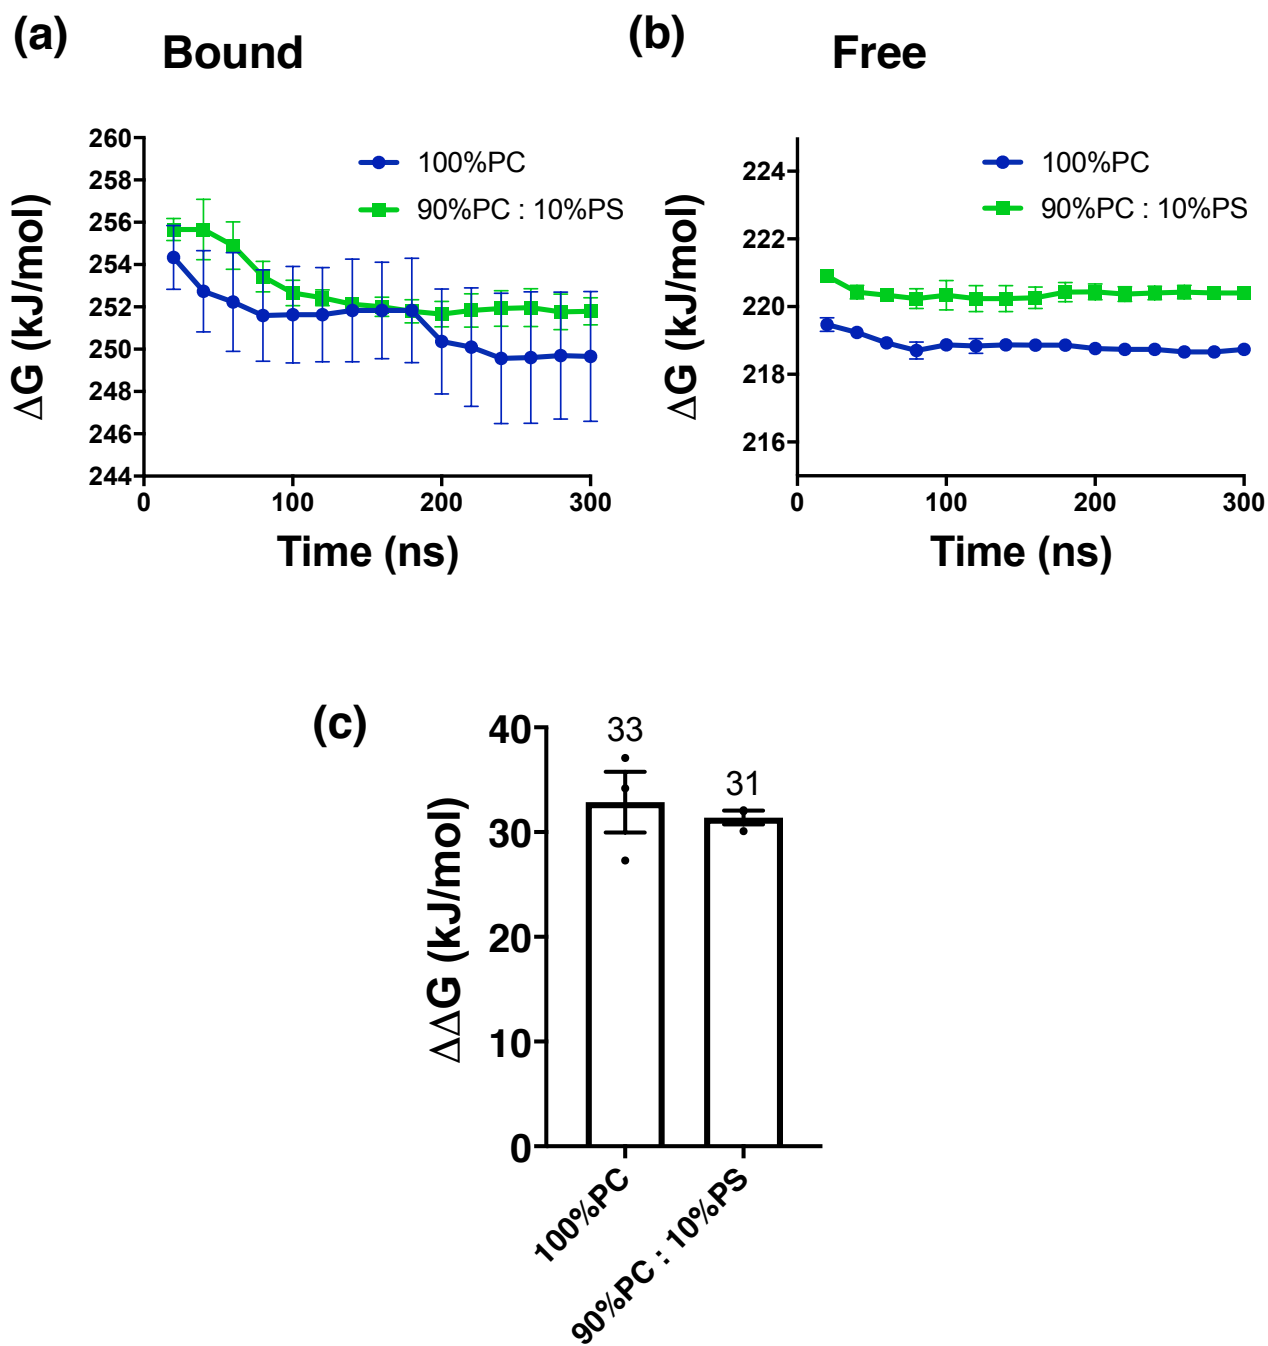 (a) Bound
260
258
256
254
252
250
248
246
244
ΔG (kJ/mol)
100%PC
90%PC : 10%PS
0 100 200 300
Time (ns)
(b) Free
224
222
220
218
216
ΔG (kJ/mol)
100%PC
90%PC : 10%PS
0 100 200 300
Time (ns)
(c)
40
30
20
10
0
ΔΔG (kJ/mol)
33
31
100%PC
90%PC : 10%PS